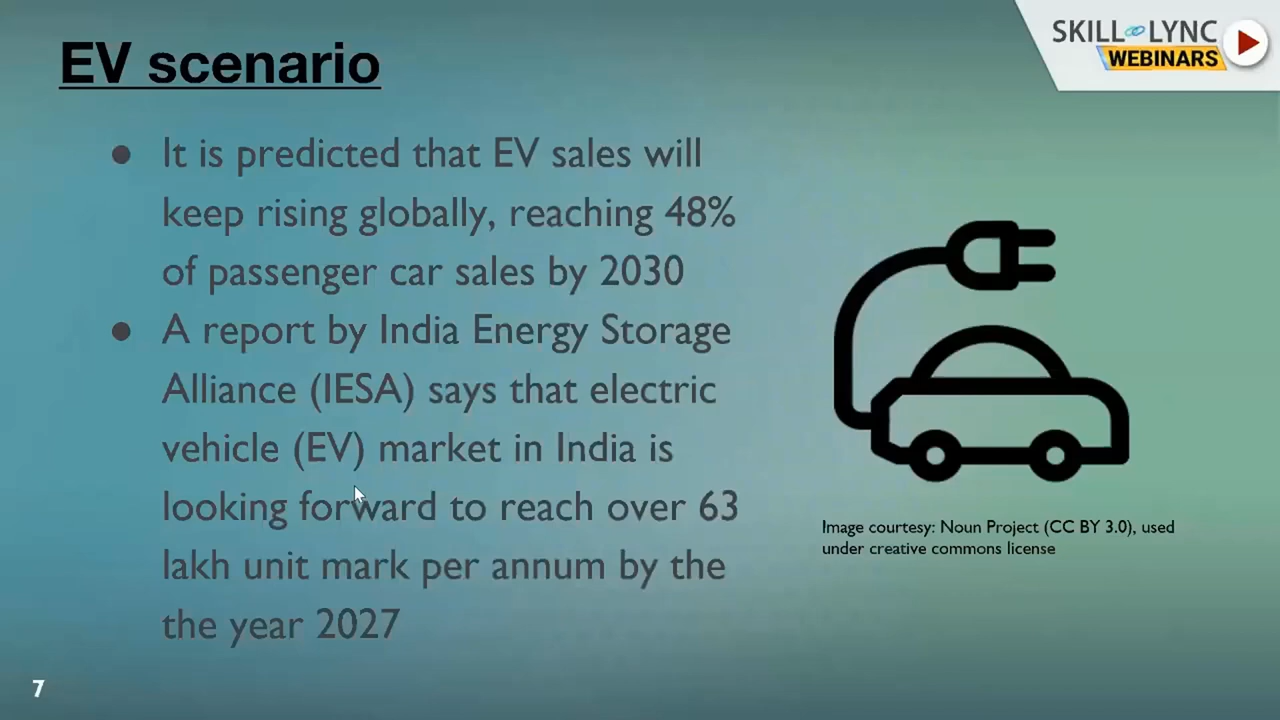 EV scenario
SKILL LYNC
WEBINARS
● It is predicted that EV sales will
keep rising globally, reaching 48%
of passenger car sales by 2030
● A report by India Energy Storage
Alliance (IESA) says that electric
vehicle (EV) market in India is
looking forward to reach over 63
lakh unit mark per annum by the
the year 2027
Image courtesy: Noun Project (CC BY 3.0), used
under creative commons license
7